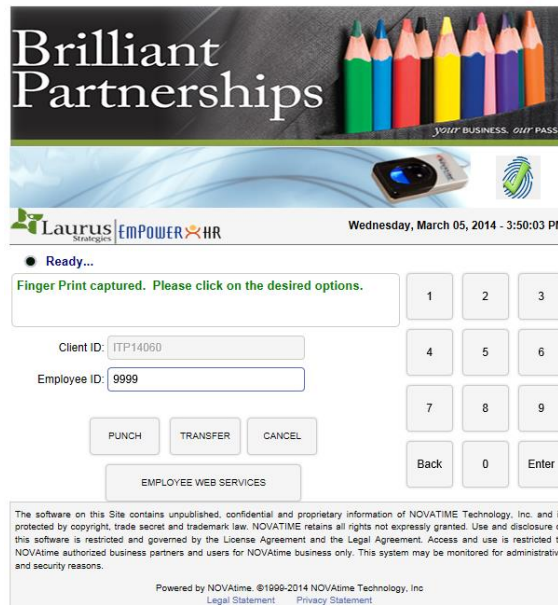 Brilliant
Partnerships
your BUSINESS. our PASS
Laurus
Strategies
EMPOWER HR
Wednesday, March 05, 2014 - 3:50:03 PM
Ready...
Finger Print captured. Please click on the desired options.
1 2 3
Client ID: ITP14060
4 5 6
Employee ID: 9999
7 8 9
PUNCH TRANSFER CANCEL
Back 0 Enter
EMPLOYEE WEB SERVICES
The software on this Site contains unpublished, confidential and proprietary information of NOVATIME Technology, Inc. and i
protected by copyright, trade secret and trademark law. NOVATIME retains all rights not expressly granted. Use and disclosure o
this software is restricted and governed by the License Agreement and the Legal Agreement. Access and use is restricted t
NOVAtime authorized business partners and users for NOVAtime business only. This system may be monitored for administrativ
and security reasons.
Powered by NOVAtime. ©1999-2014 NOVAtime Technology, Inc
Legal Statement Privacy Statement